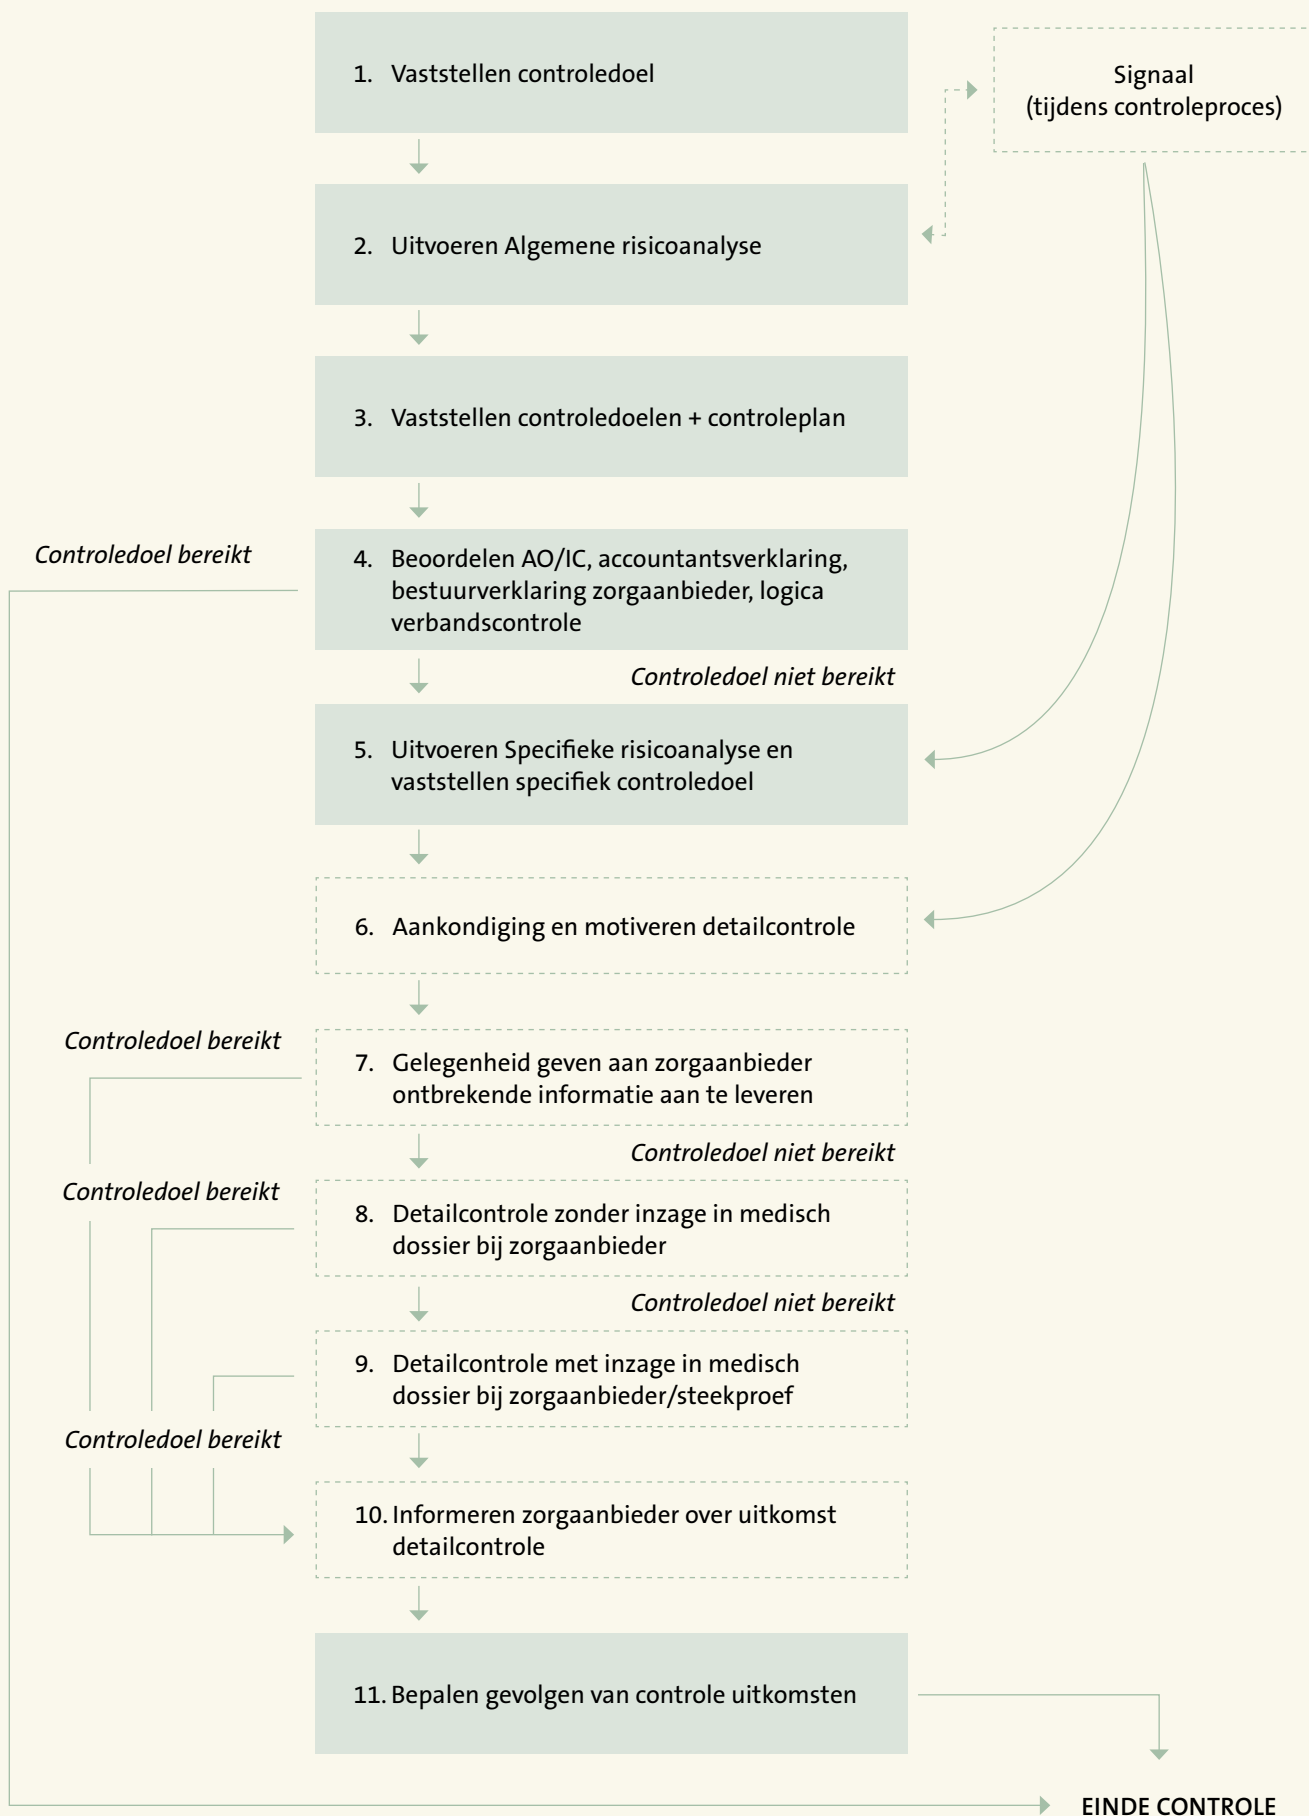 1. Vaststellen controledoel
Signaal
(tijdens controleproces)
2. Uitvoeren Algemene risicoanalyse
3. Vaststellen controledoelen + controleplan
Controledoel bereikt
4. Beoordelen AO/IC, accountantsverklaring,
bestuurverklaring zorgaanbieder, logica
verbandscontrole
Controledoel niet bereikt
5. Uitvoeren Specifieke risicoanalyse en
vaststellen specifiek controledoel
6. Aankondiging en motiveren detailcontrole
Controledoel bereikt
7. Gelegenheid geven aan zorgaanbieder
ontbrekende informatie aan te leveren
Controledoel niet bereikt
Controledoel bereikt
8. Detailcontrole zonder inzage in medisch
dossier bij zorgaanbieder
Controledoel niet bereikt
9. Detailcontrole met inzage in medisch
dossier bij zorgaanbieder/steekproef
Controledoel bereikt
10. Informeren zorgaanbieder over uitkomst
detailcontrole
11. Bepalen gevolgen van controle uitkomsten
EINDE CONTROLE